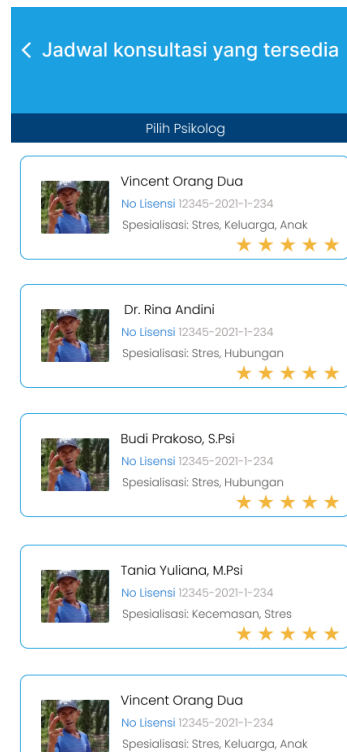 Jadwal konsultasi yang tersedia
Pilih Psikolog
Vincent Orang Dua
No Lisensi 12345-2021-1-234
Spesialisasi: Stres, Keluarga, Anak
Dr. Rina Andini
No Lisensi 12345-2021-1-234
Spesialisasi: Stres, Hubungan
Budi Prakoso, S.Psi
No Lisensi 12345-2021-1-234
Spesialisasi: Stres, Hubungan
Tania Yuliana, M.Psi
No Lisensi 12345-2021-1-234
Spesialisasi: Kecemasan, Stres
Vincent Orang Dua
No Lisensi 12345-2021-1-234
Spesialisasi: Stres, Keluarga, Anak